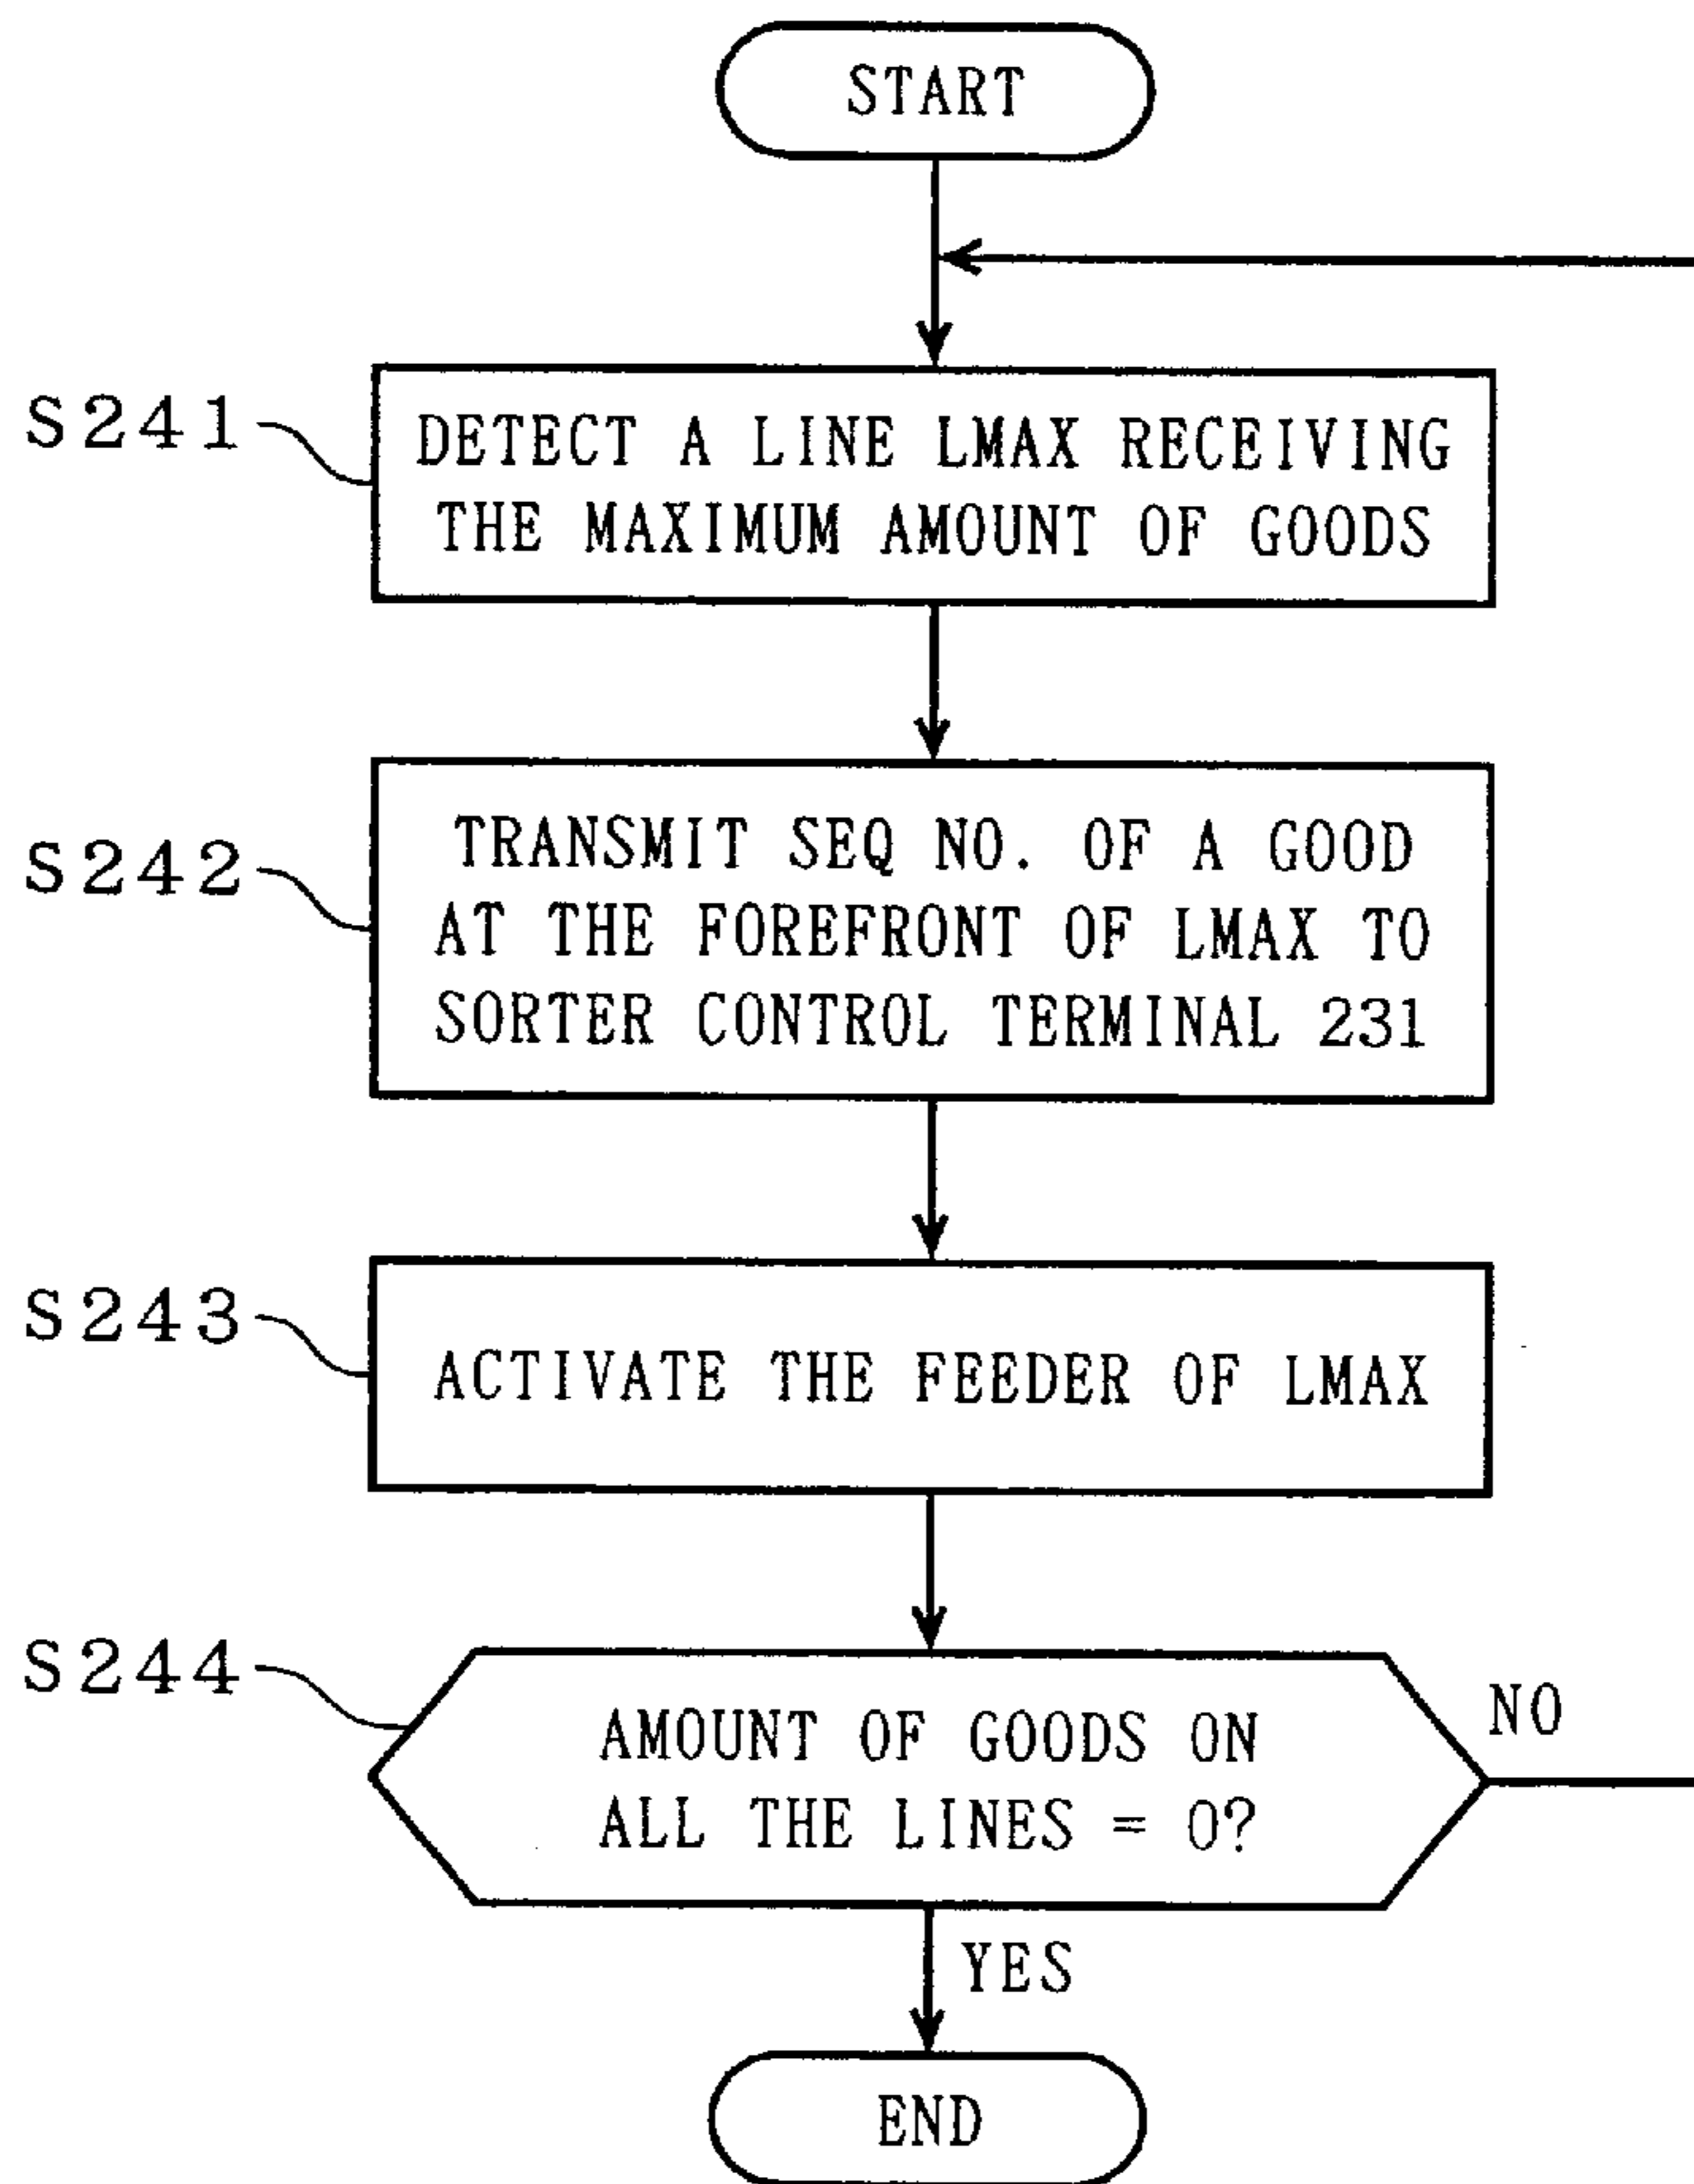 START
S241
DETECT A LINE LMAX RECEIVING
THE MAXIMUM AMOUNT OF GOODS
S242
TRANSMIT SEQ NO. OF A GOOD
AT THE FOREFRONT OF LMAX TO
SORTER CONTROL TERMINAL 231
S243
ACTIVATE THE FEEDER OF LMAX
S244
AMOUNT OF GOODS ON
ALL THE LINES = 0?
NO
YES
END